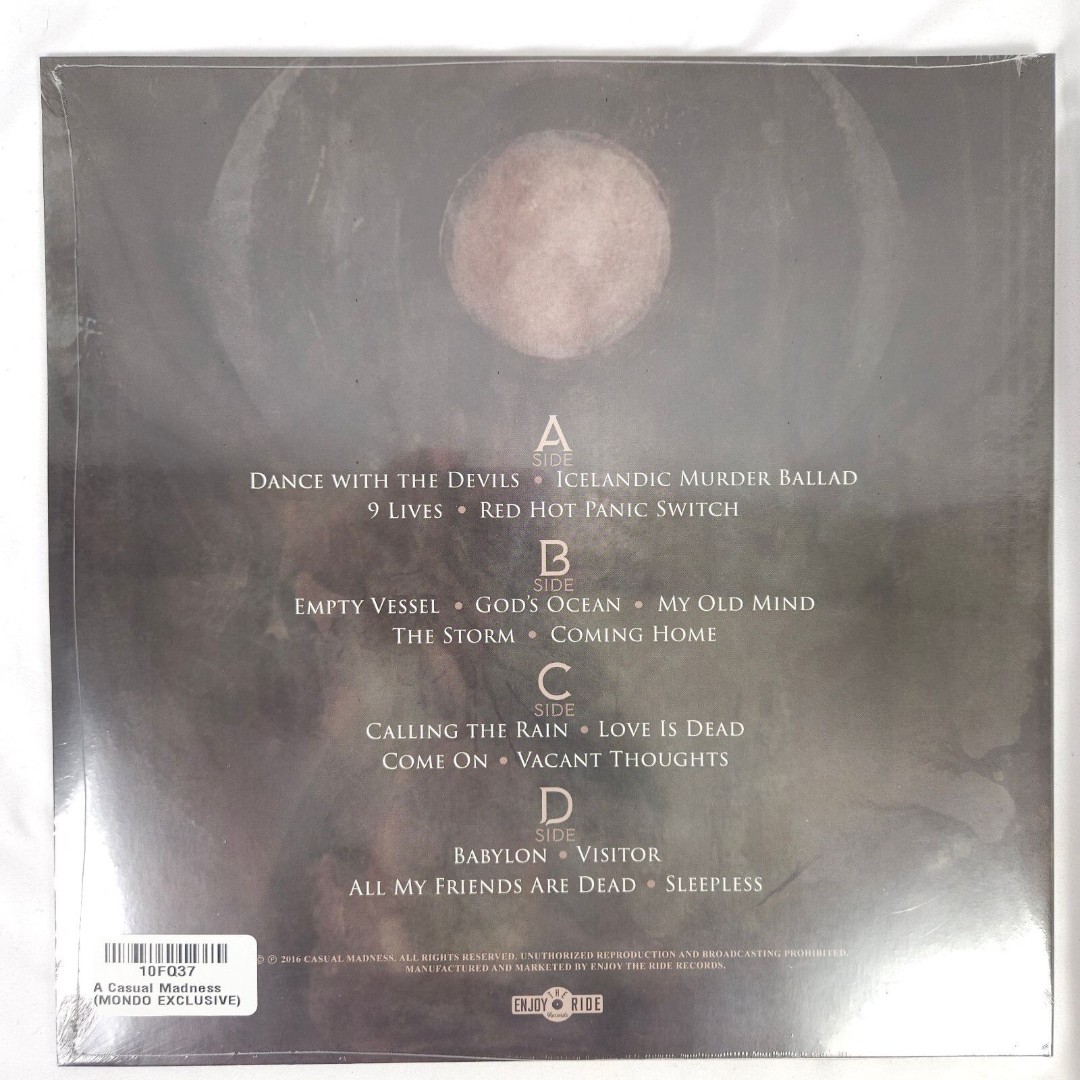 A
SIDE
DANCE WITH THE DEVILS • ICELANDIC MURDER BALLAD
9 LIVES • RED HOT PANIC SWITCH
B
SIDE
EMPTY VESSEL • GOD'S OCEAN • MY OLD MIND
THE STORM • COMING HOME
C
SIDE
CALLING THE RAIN • LOVE IS DEAD
COME ON • VACANT THOUGHTS
D
SIDE
BABYLON • VISITOR
ALL MY FRIENDS ARE DEAD • SLEEPLESS
© ℗ 2016 CASUAL MADNESS. ALL RIGHTS RESERVED. UNAUTHORIZED REPRODUCTION AND BROADCASTING PROHIBITED.
MANUFACTURED AND MARKETED BY ENJOY THE RIDE RECORDS.
10FQ37
A Casual Madness
(MONDO EXCLUSIVE)
ENJOY THE RIDE
Records